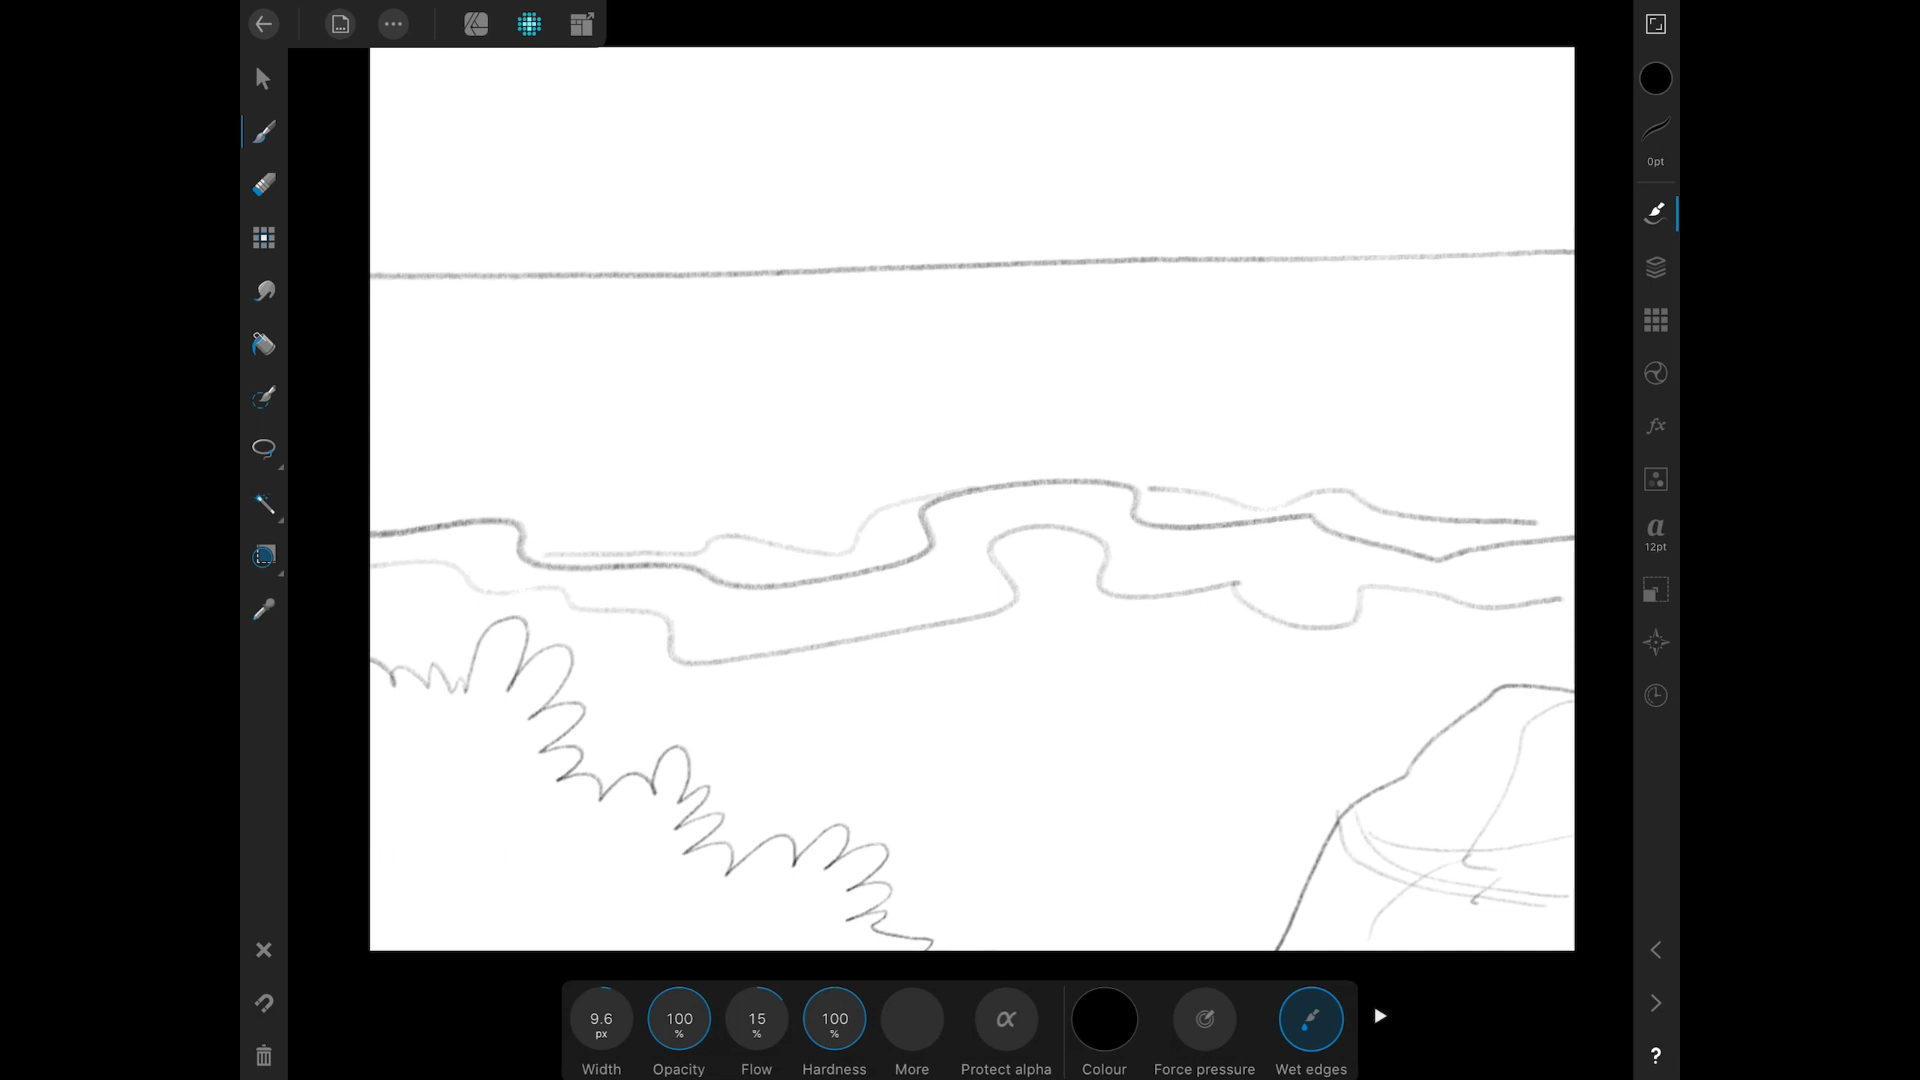 0pt
a
12pt
fx
9.6
px
100
%
15
%
100
%
α
Width
Opacity
Flow
Hardness
More
Protect alpha
Colour
Force pressure
Wet edges
?